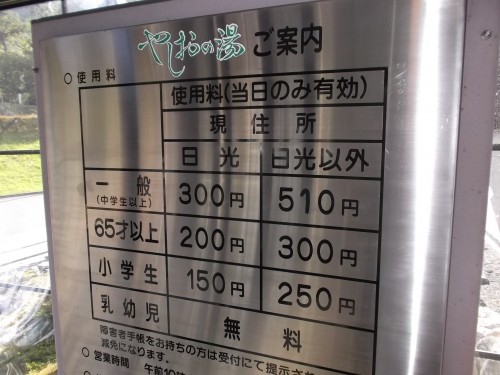 やしおの湯 ご案内
○ 使用料
使用料(当日のみ有効)
現住所
日光 日光以外
一般 (中学生以上) 300円 510円
65才以上 200円 300円
小学生 150円 250円
乳幼児 無料
障害者手帳をお持ちの方は受付にて提示され
減免になります。
○ 営業時間 午前10時